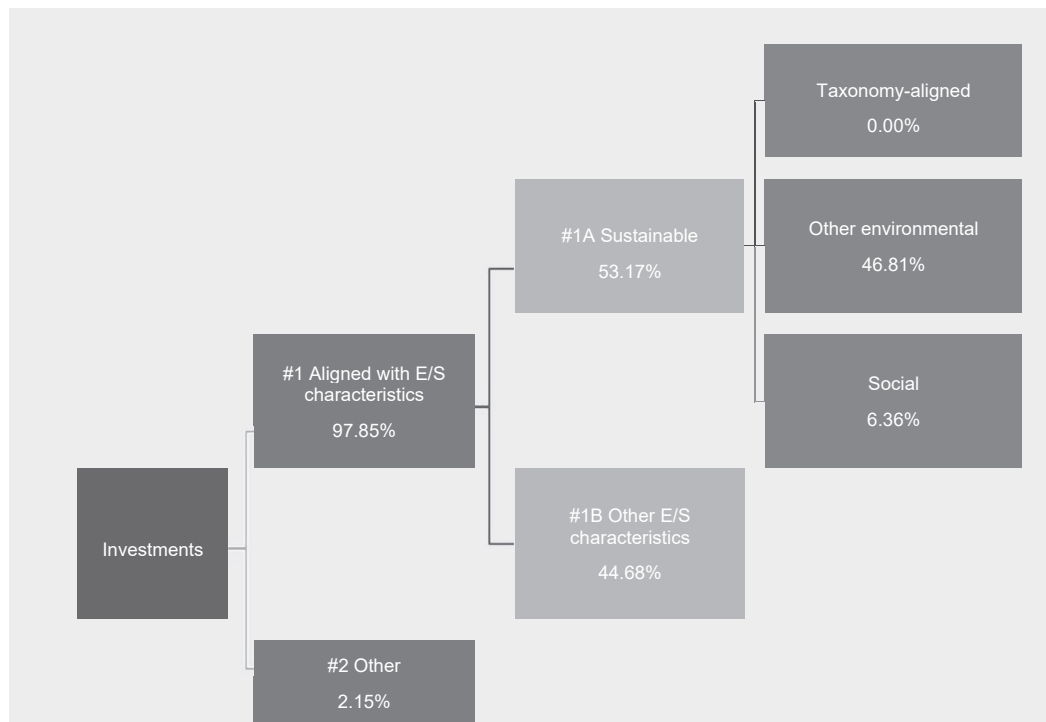 Taxonomy-aligned
0.00%
#1A Sustainable
53.17%
Other environmental
46.81%
#1 Aligned with E/S
characteristics
97.85%
Social
6.36%
Investments
#1B Other E/S
characteristics
44.68%
#2 Other
2.15%